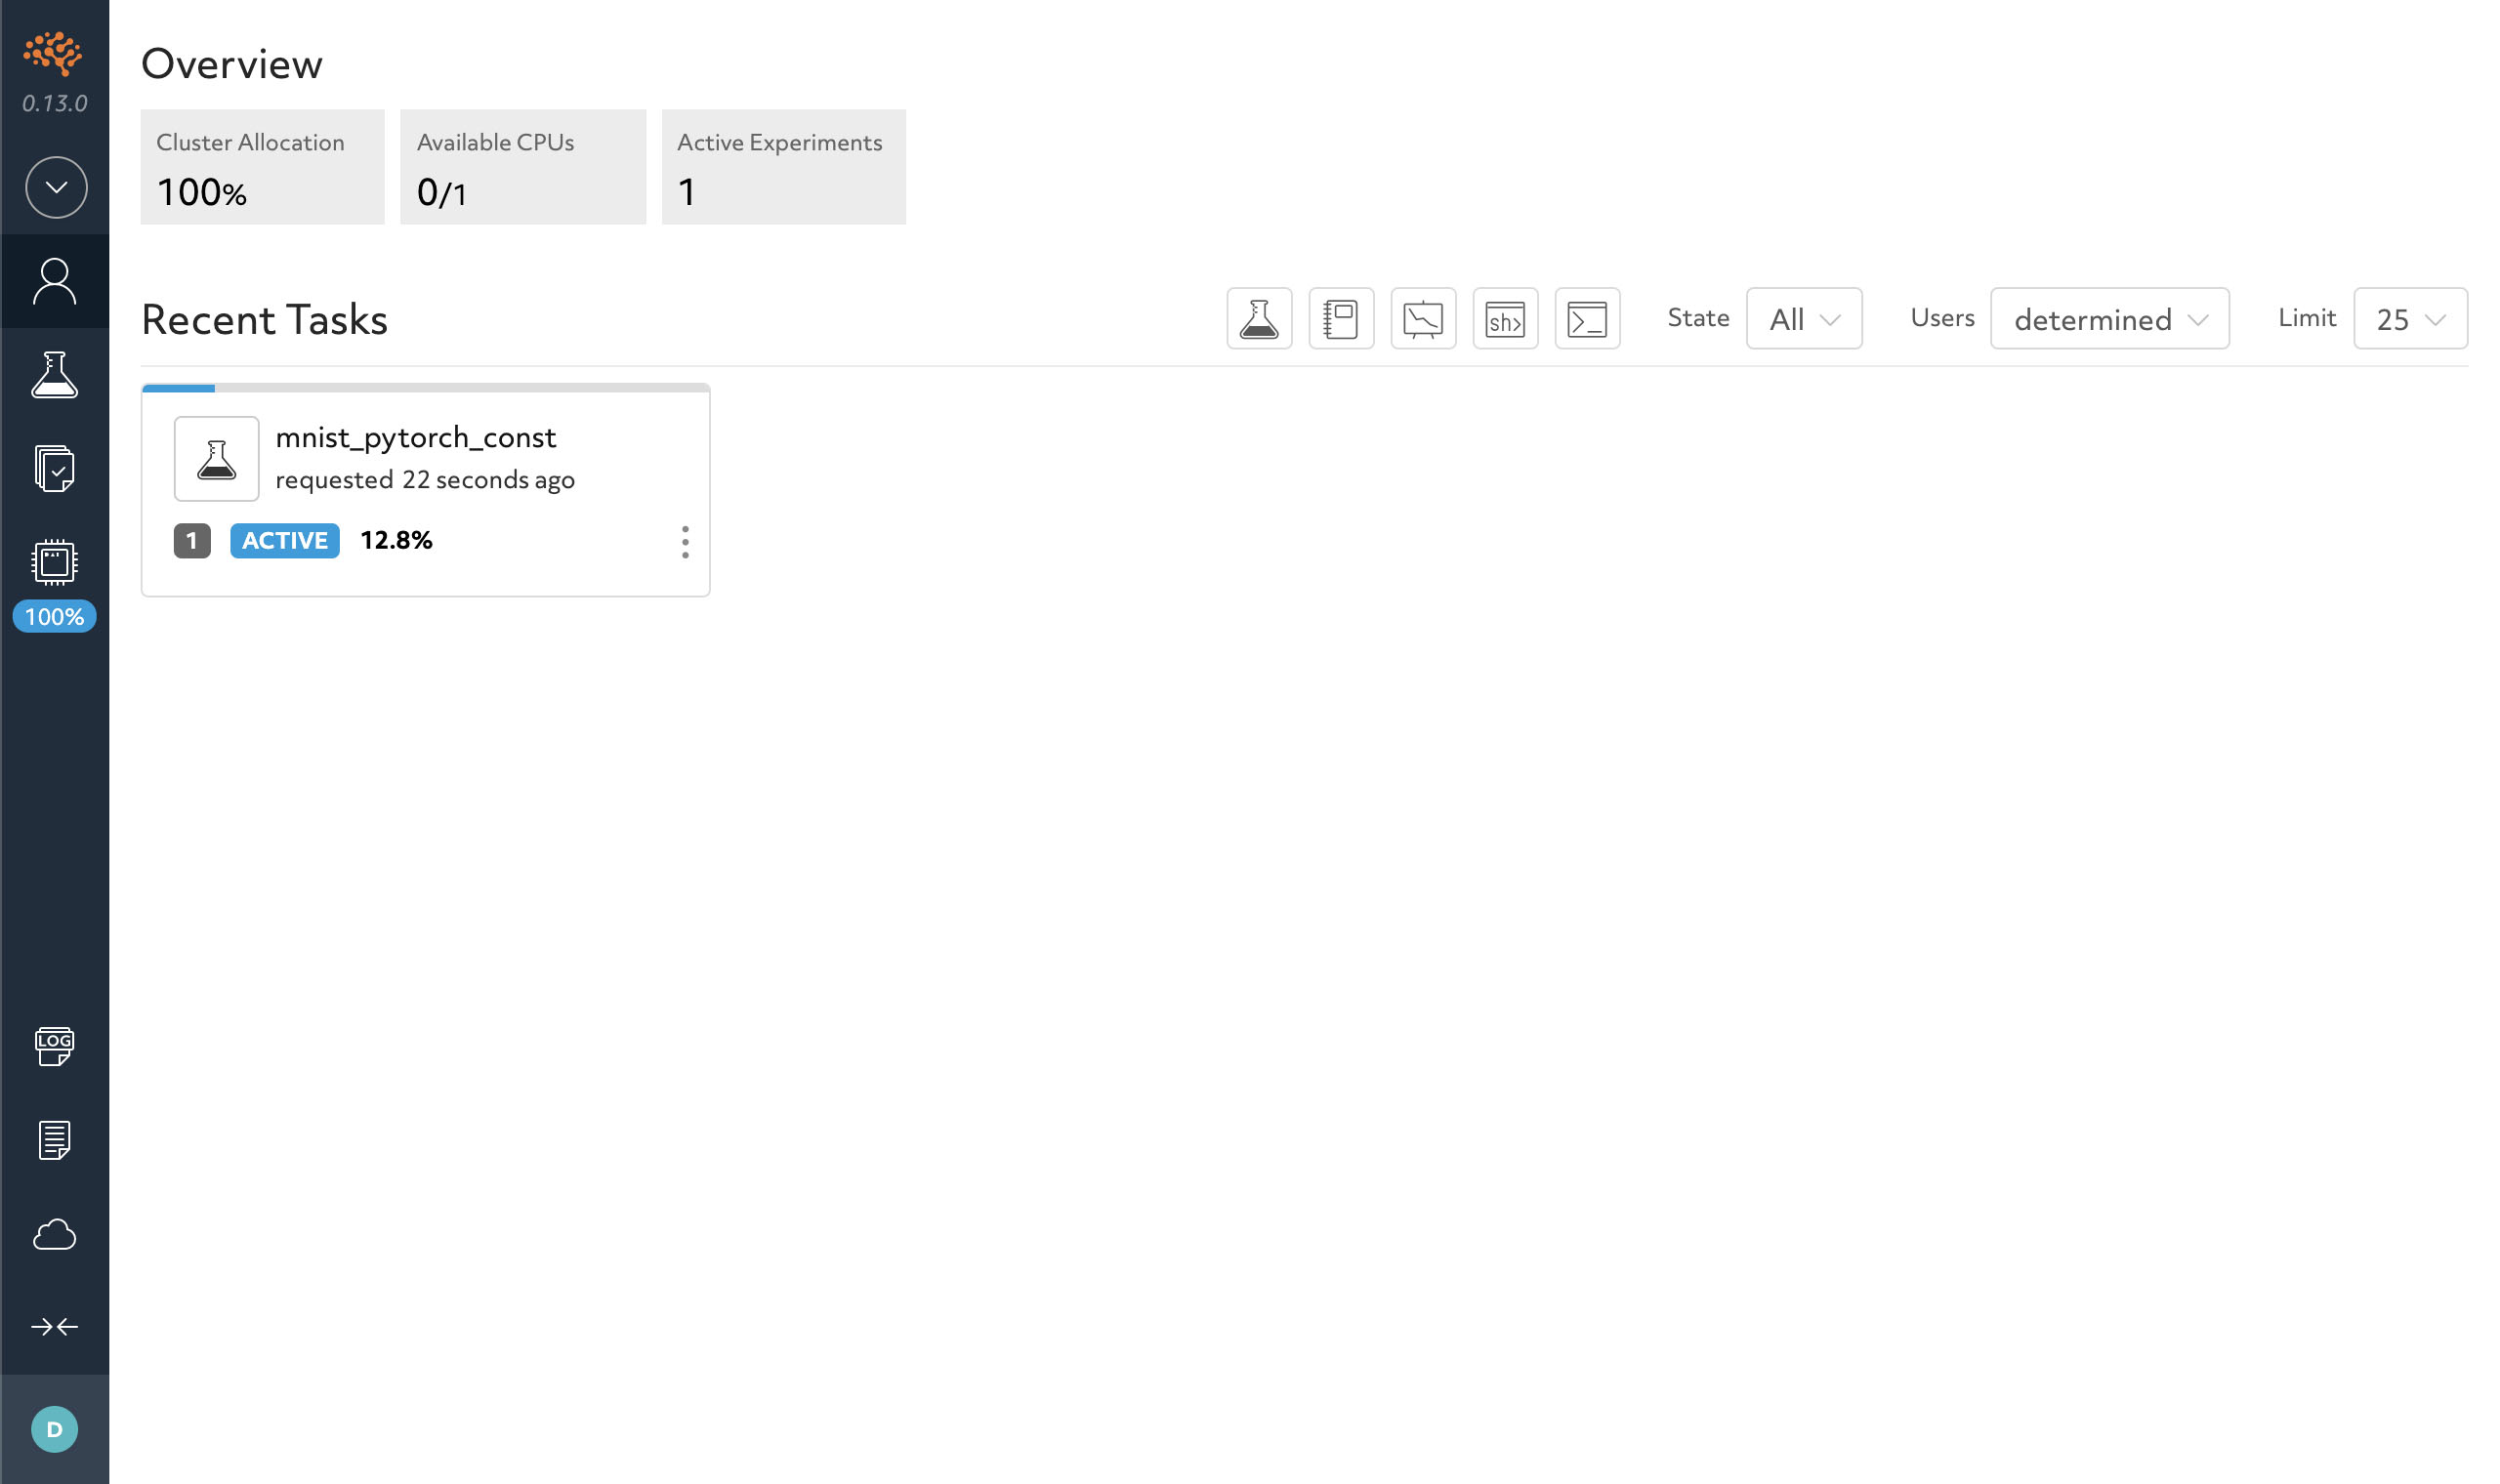 0.13.0
100%
LOG
D
Overview
Cluster Allocation
100%
Available CPUs
0/1
Active Experiments
1
Recent Tasks
sh>
>_
State
All
Users
determined
Limit
25
mnist_pytorch_const
requested 22 seconds ago
1 ACTIVE 12.8%